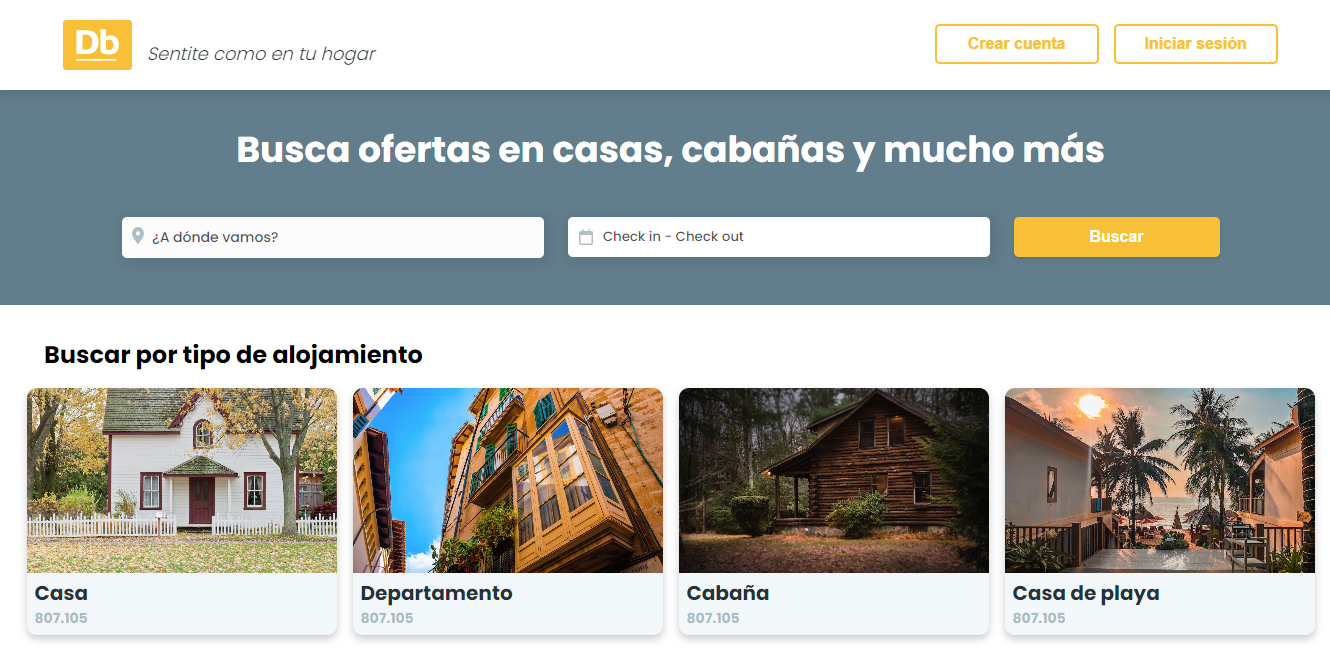 Db
Sentite como en tu hogar
Crear cuenta
Iniciar sesión
Busca ofertas en casas, cabañas y mucho más
¿A dónde vamos?
Check in - Check out
Buscar
Buscar por tipo de alojamiento
Casa
807.105
Departamento
807.105
Cabaña
807.105
Casa de playa
807.105